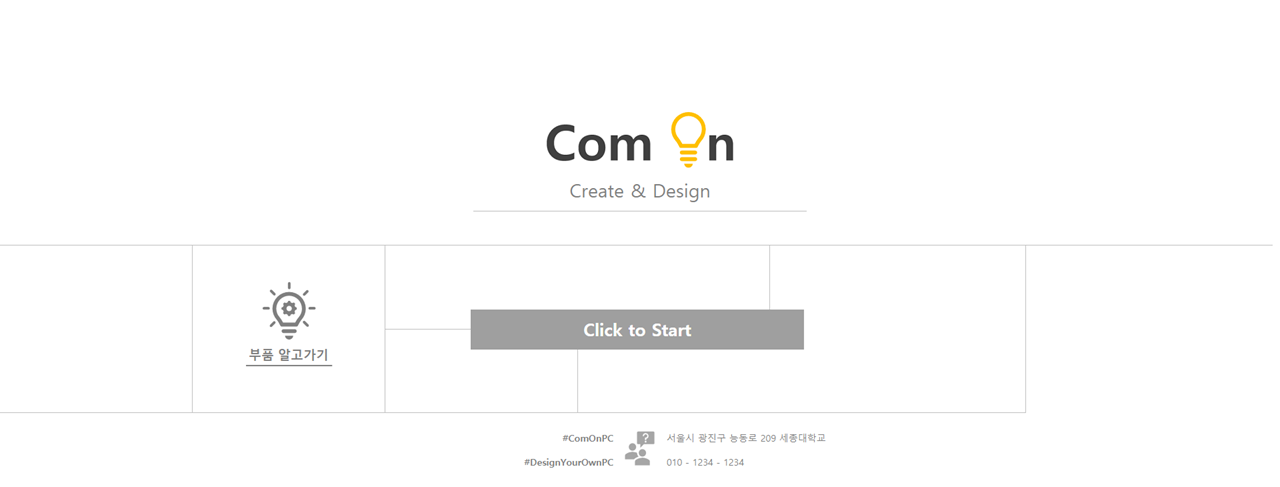 Com On
Create & Design
부품 알고가기
Click to Start
#ComOnPC
서울시 광진구 능동로 209 세종대학교
#DesignYourOwnPC
010 - 1234 - 1234